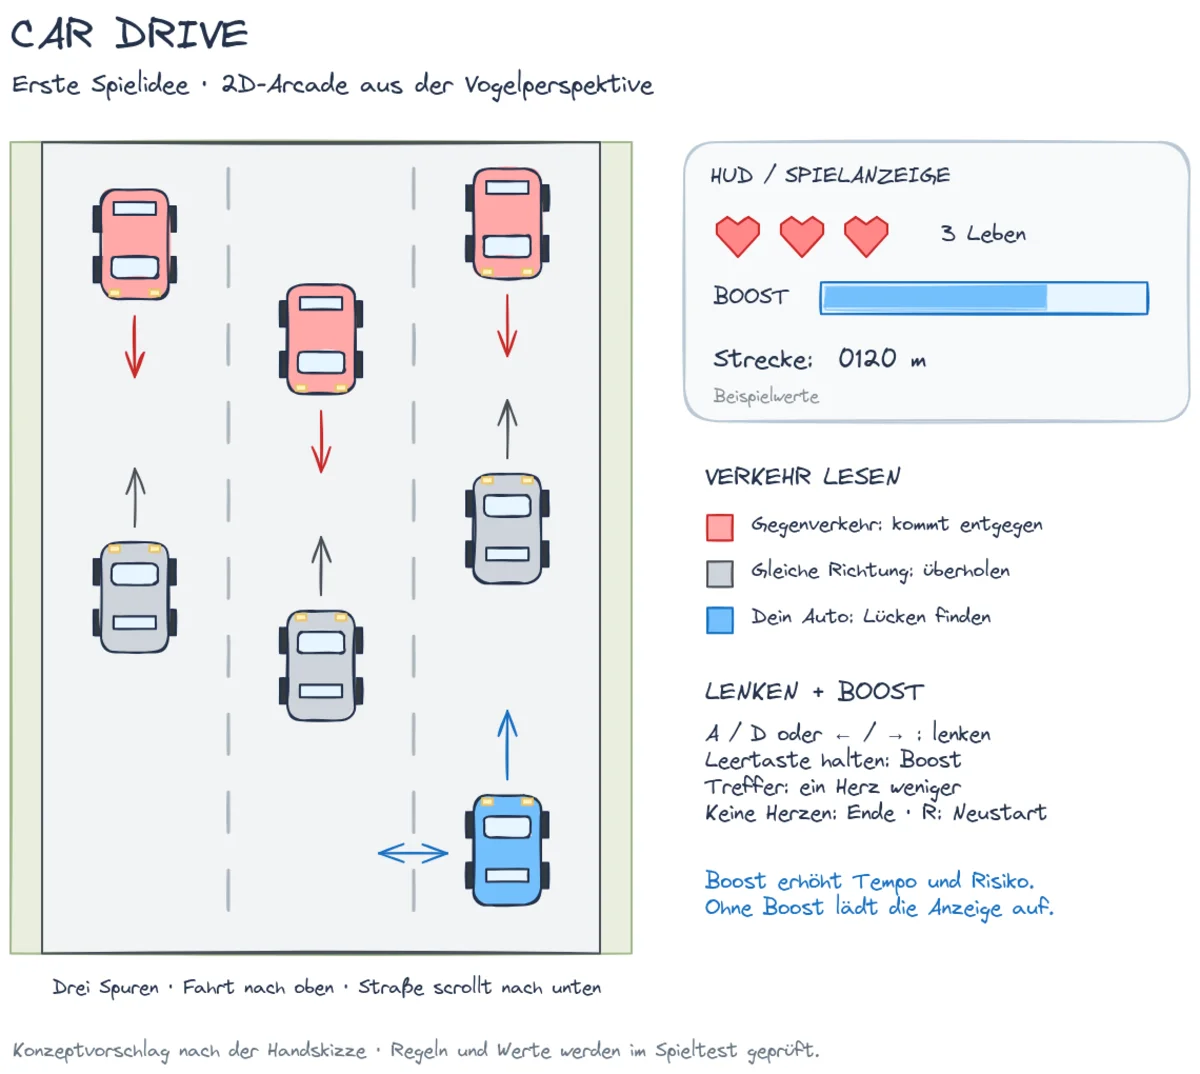 CAR DRIVE
Erste Spielidee · 2D-Arcade aus der Vogelperspektive
HUD / SPIELANZEIGE
3 Leben
BOOST
Strecke: 0120 m
Beispielwerte
VERKEHR LESEN
Gegenverkehr: kommt entgegen
Gleiche Richtung: überholen
Dein Auto: Lücken finden
LENKEN + BOOST
A / D oder ← / → : lenken
Leertaste halten: Boost
Treffer: ein Herz weniger
Keine Herzen: Ende · R: Neustart
Boost erhöht Tempo und Risiko.
Ohne Boost lädt die Anzeige auf.
Drei Spuren · Fahrt nach oben · Straße scrollt nach unten
Konzeptvorschlag nach der Handskizze · Regeln und Werte werden im Spieltest geprüft.